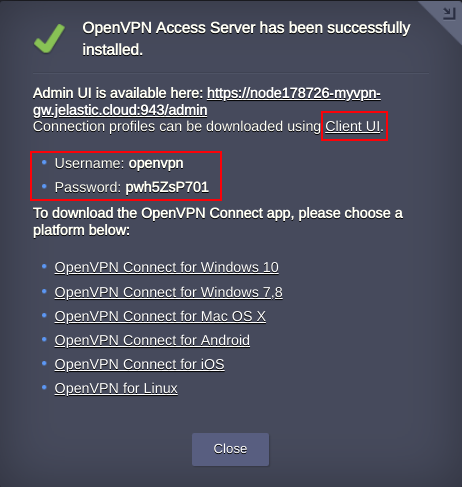 OpenVPN Access Server has been successfully
installed.
Admin UI is available here: https://node178726-myvpn-
gw.jelastic.cloud:943/admin
Connection profiles can be downloaded using Client UI.
Username: openvpn
Password: pwh5ZsP701
To download the OpenVPN Connect app, please choose a
platform below:
OpenVPN Connect for Windows 10
OpenVPN Connect for Windows 7,8
OpenVPN Connect for Mac OS X
OpenVPN Connect for Android
OpenVPN Connect for iOS
OpenVPN for Linux
Close